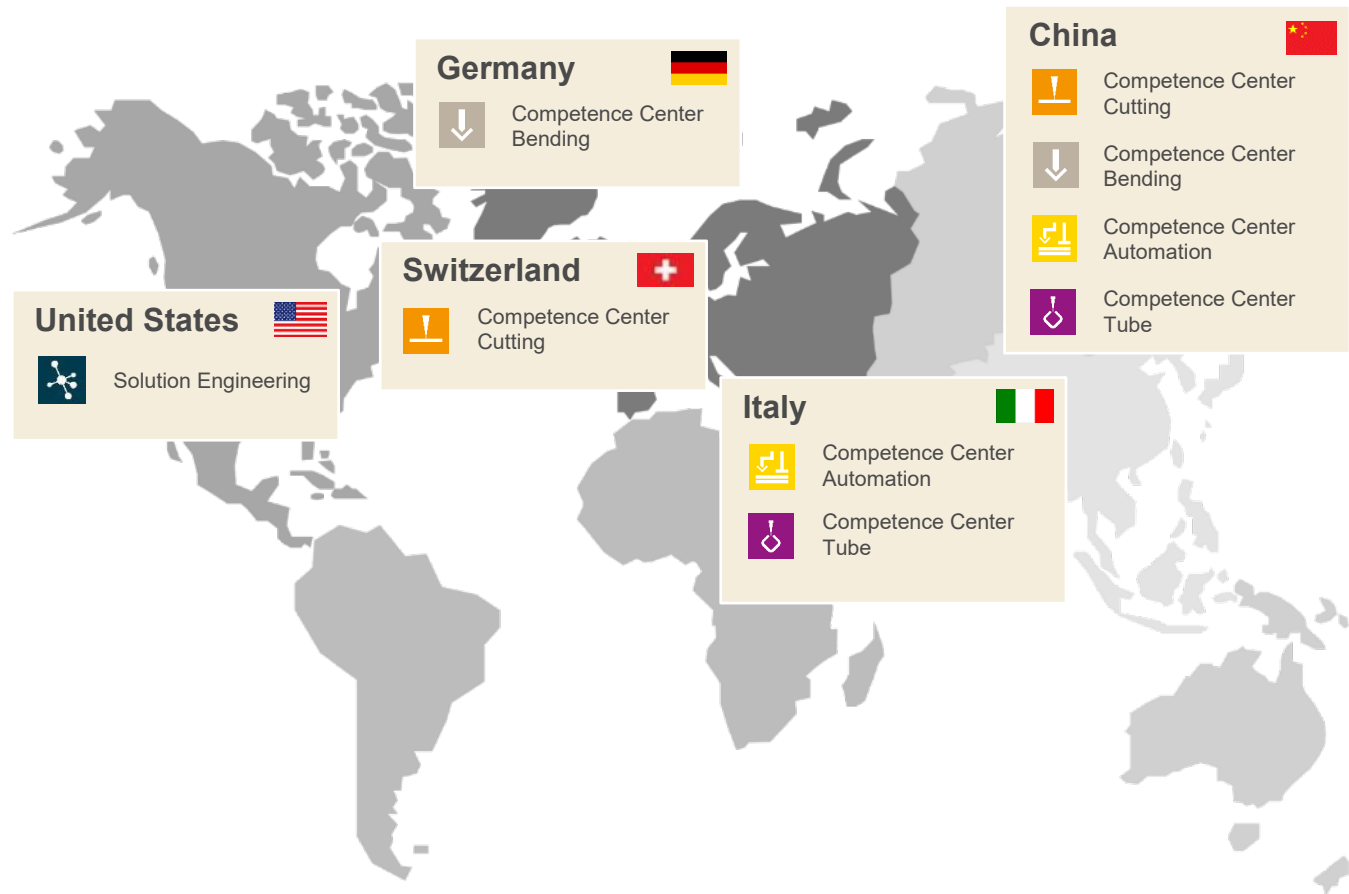 Germany
Competence Center
Bending
China
Competence Center
Cutting
Competence Center
Bending
Competence Center
Automation
Competence Center
Tube
Switzerland
Competence Center
Cutting
United States
Solution Engineering
Italy
Competence Center
Automation
Competence Center
Tube